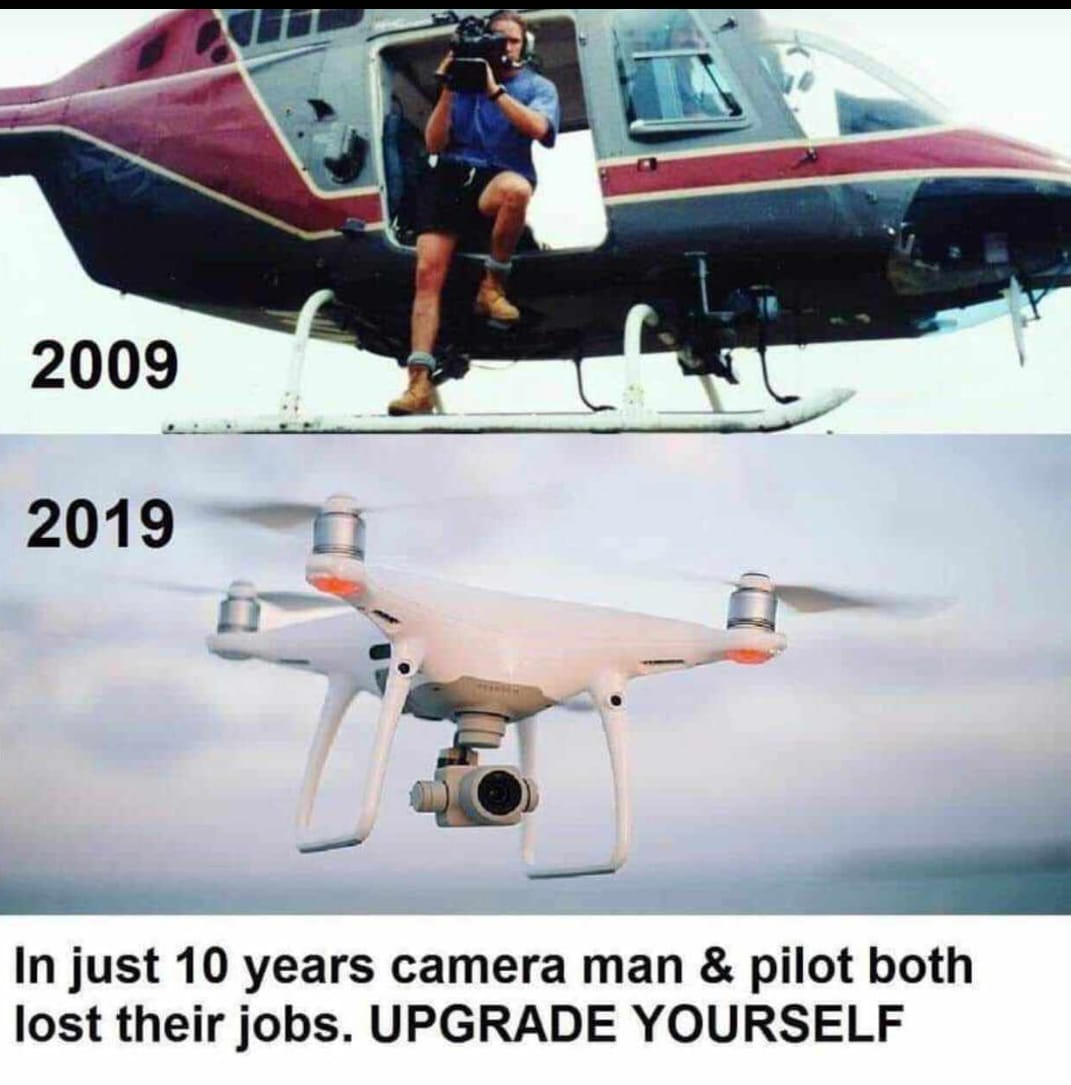 2009
2019
In just 10 years camera man & pilot both
lost their jobs. UPGRADE YOURSELF